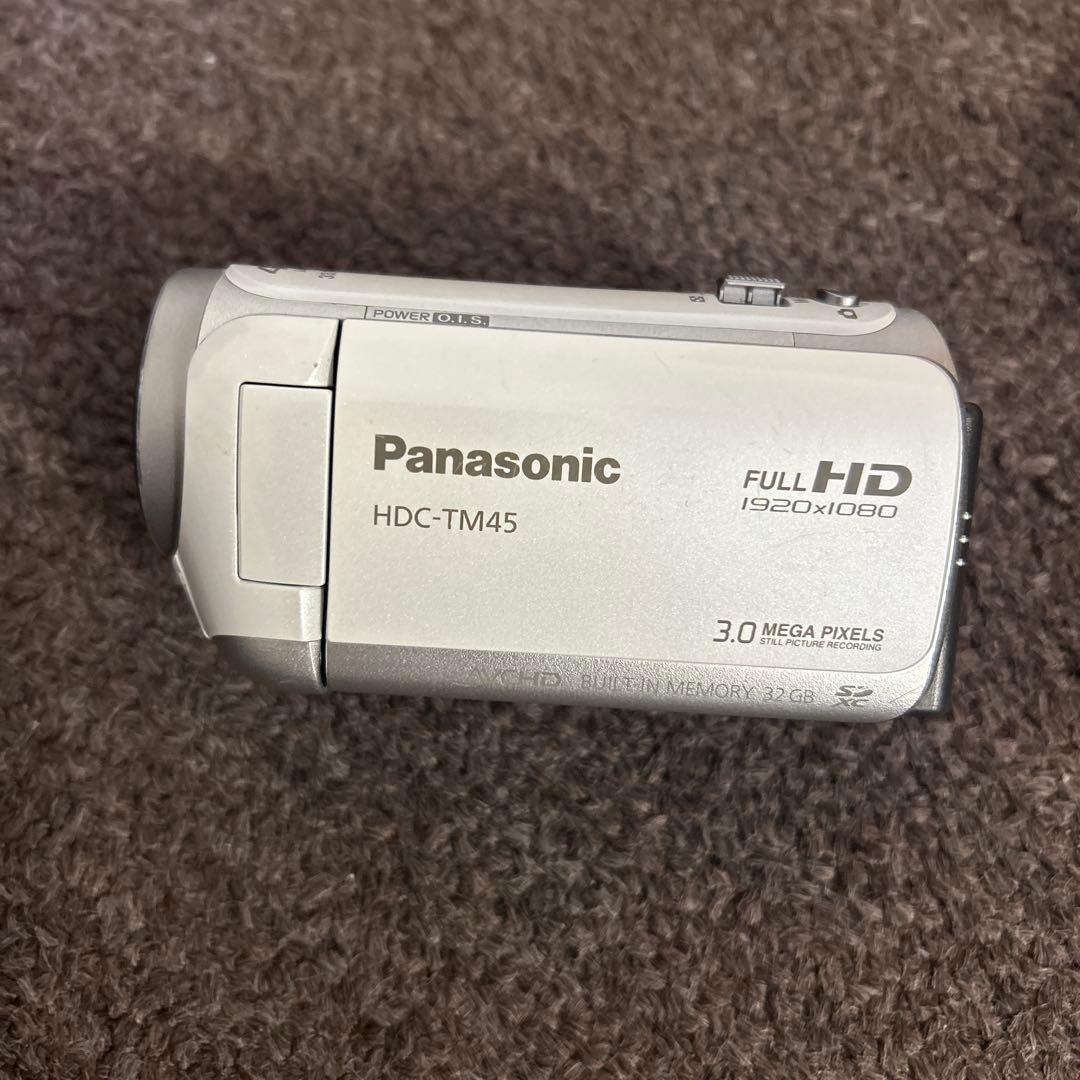 POWER O.I.S.
Panasonic
HDC-TM45
FULL HD
1920x1080
3.0 MEGA PIXELS
STILL PICTURE RECORDING
AVCHD BUILT-IN MEMORY 32 GB SD XC